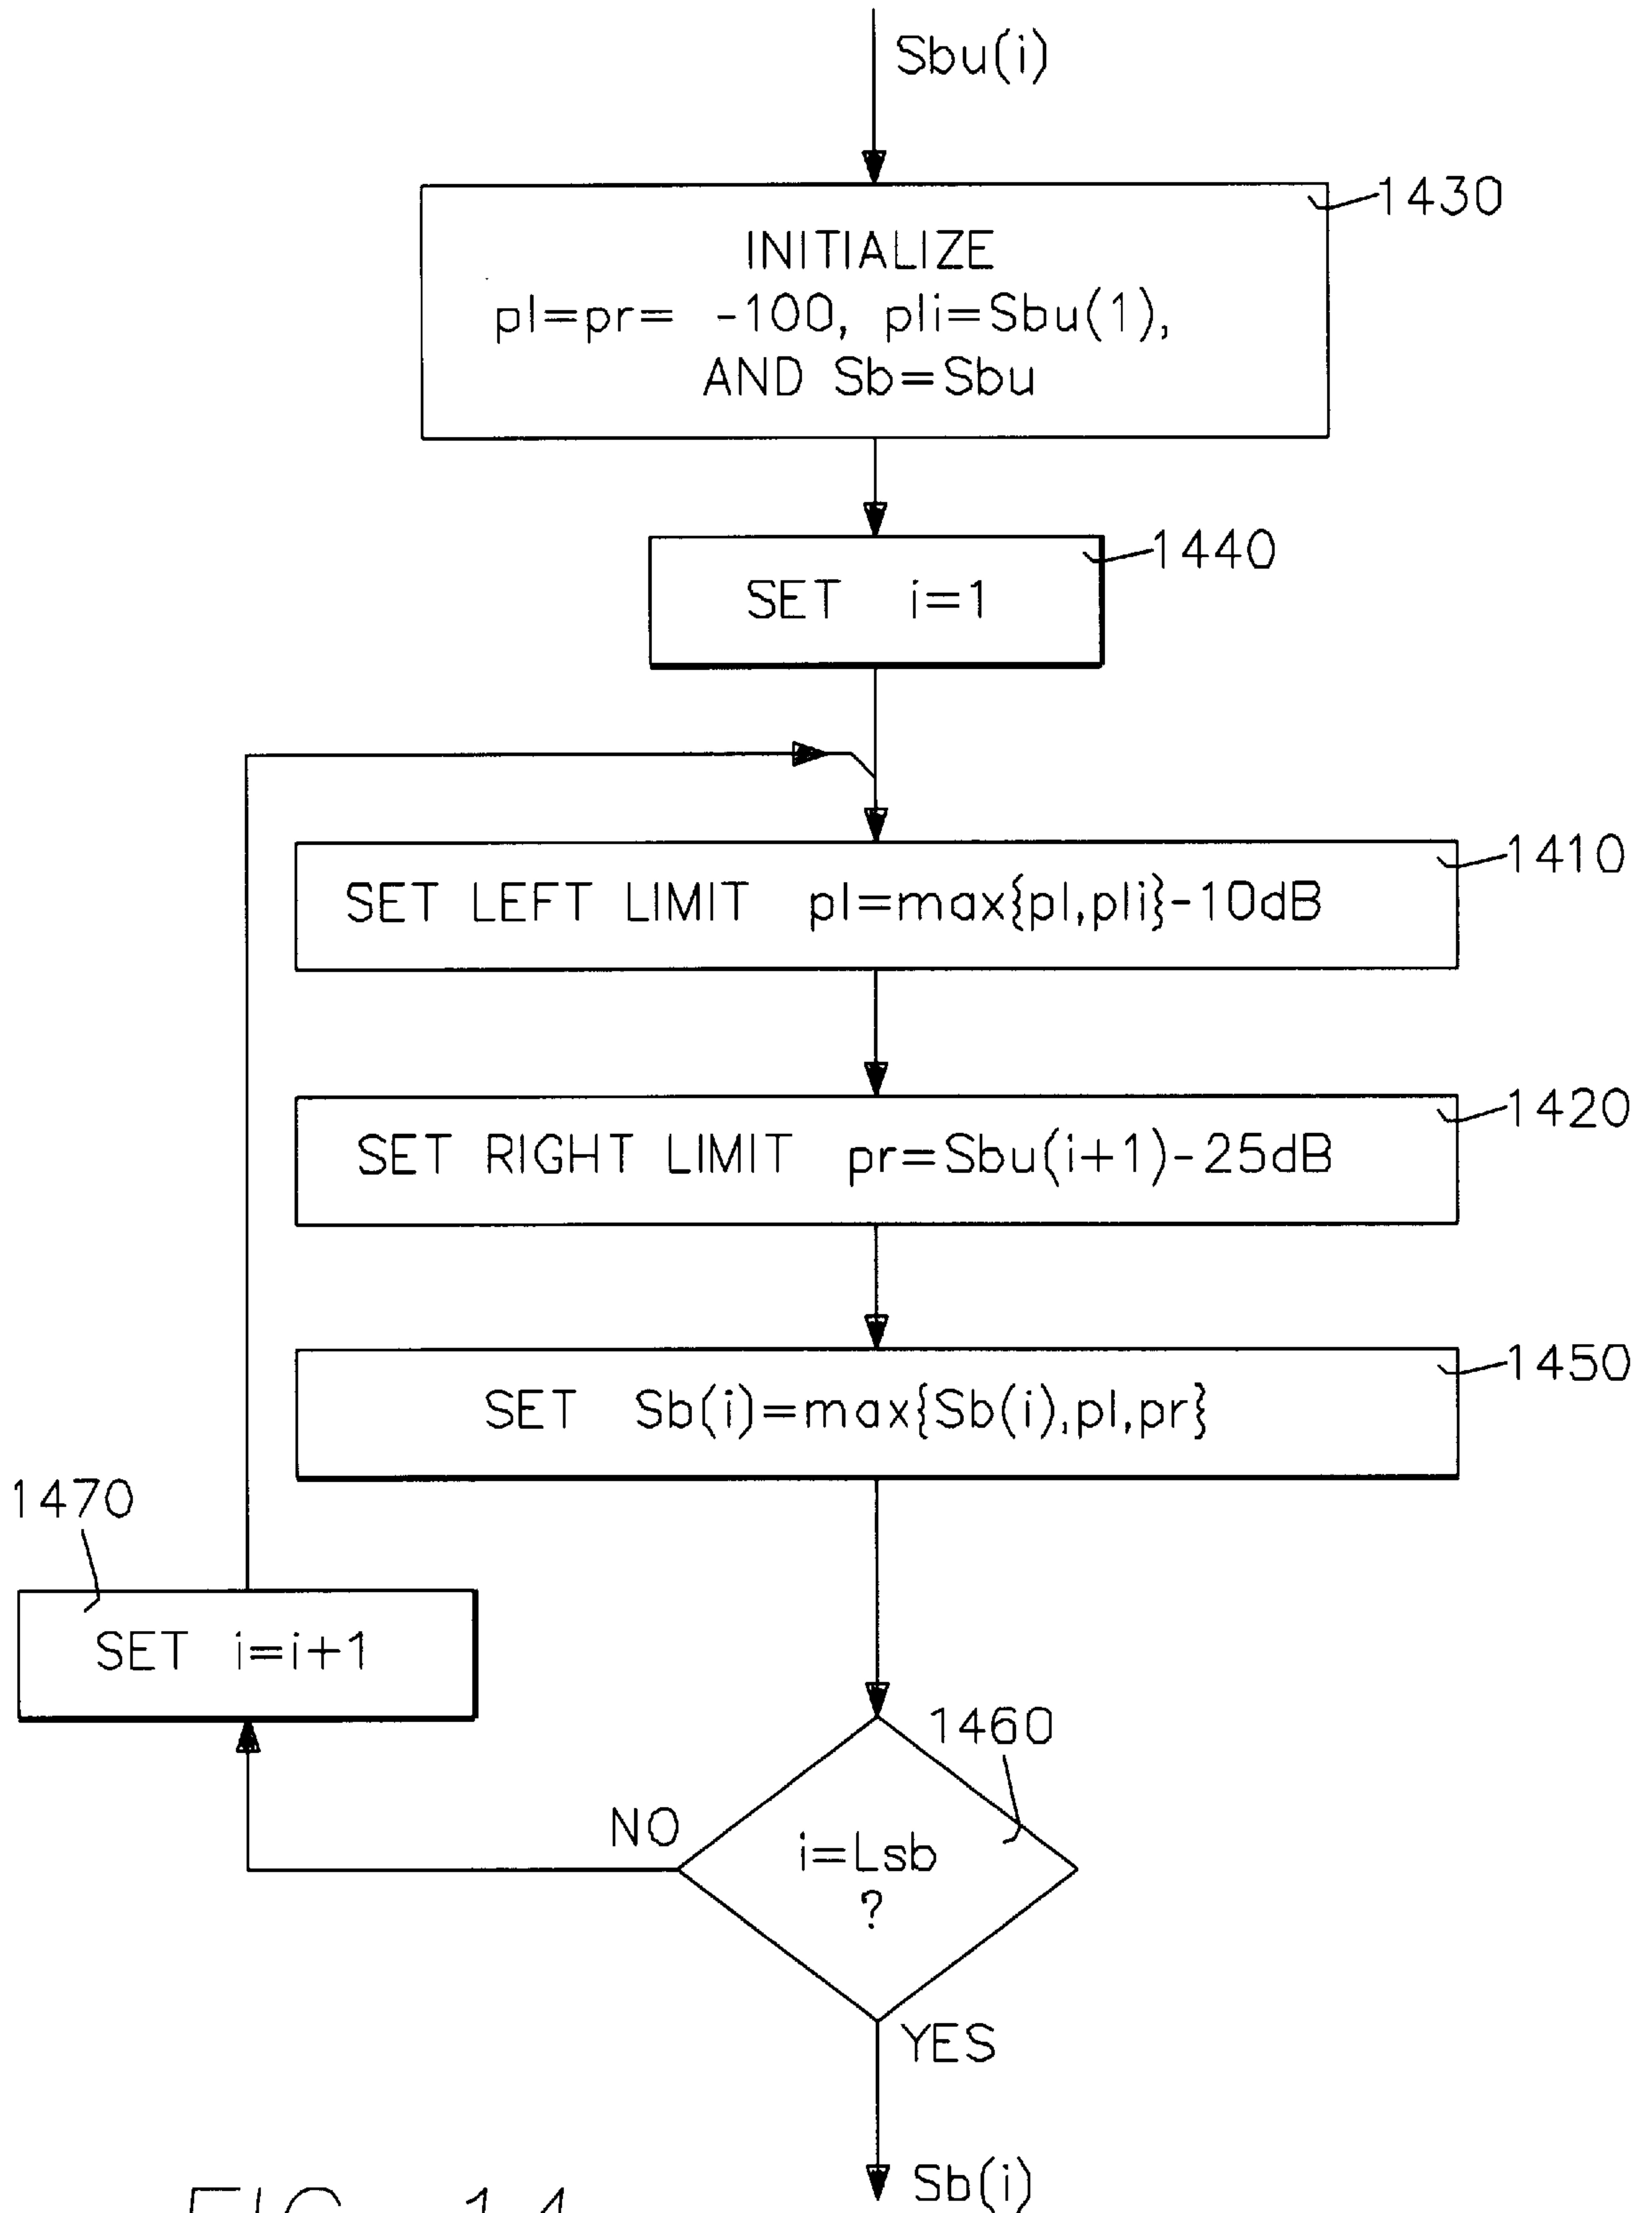 Sbu(i)
1430
INITIALIZE
pl=pr= -100, pli=Sbu(1),
AND Sb=Sbu
1440
SET i=1
1410
SET LEFT LIMIT pl=max{pl,pli}-10dB
1420
SET RIGHT LIMIT pr=Sbu(i+1)-25dB
1450
SET Sb(i)=max{Sb(i),pl,pr}
1470
SET i=i+1
1460
NO
i=Lsb
?
YES
Sb(i)
FIG. 14